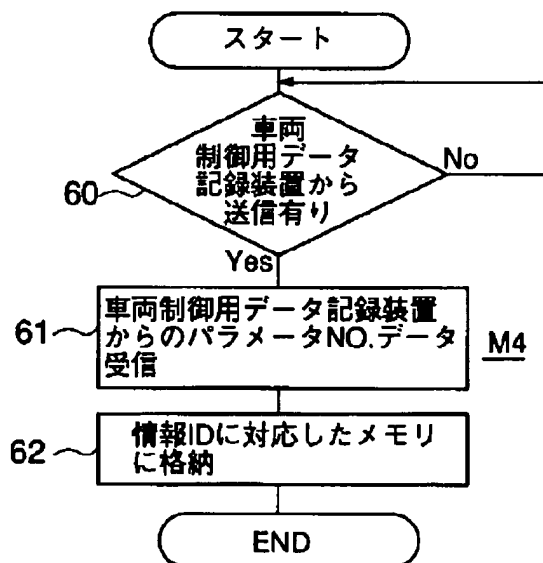 スタート
車両
制御用データ
記録装置から
送信有り
No
60
Yes
車両制御用データ記録装置
からのパラメータNO.データ
受信
61
M4
情報IDに対応したメモリ
に格納
62
END